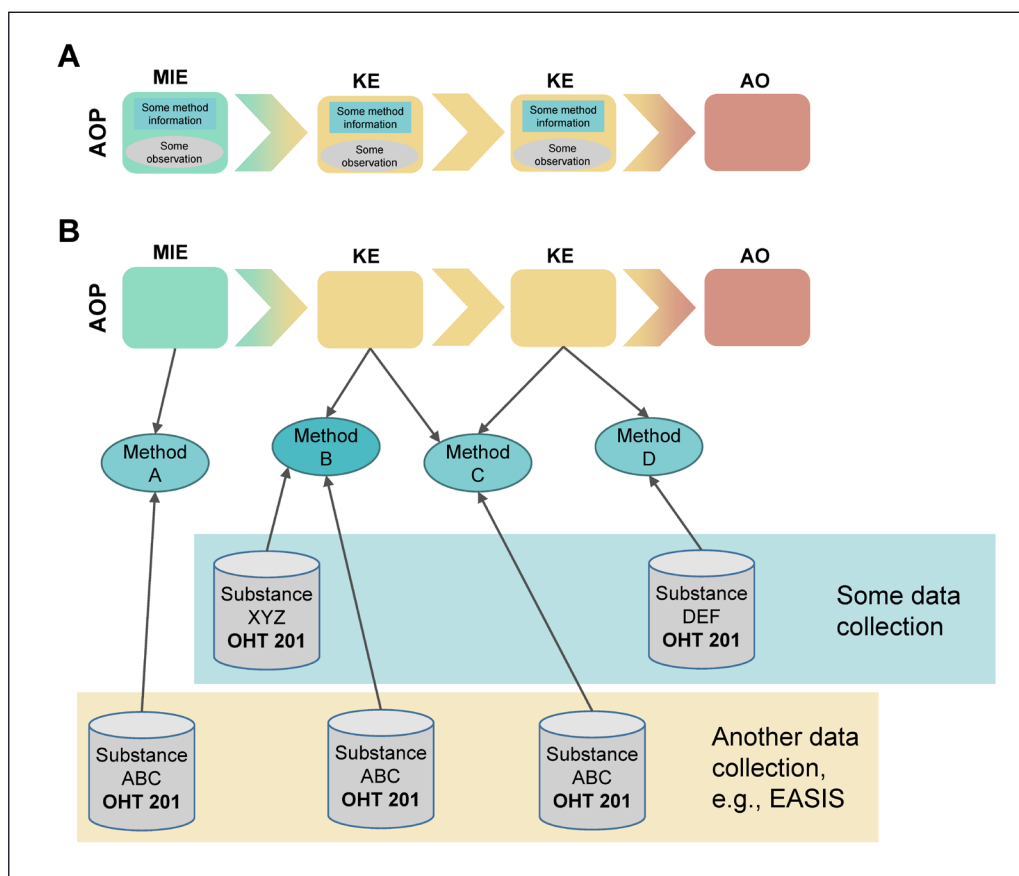 A
MIE
KE
KE
AO
AOP
Some method
information
Some
observation
Some method
information
Some
observation
Some method
information
Some
observation
B
MIE
KE
KE
AO
AOP
Method
A
Method
B
Method
C
Method
D
Substance
XYZ
OHT 201
Substance
DEF
OHT 201
Some data
collection
Substance
ABC
OHT 201
Substance
ABC
OHT 201
Substance
ABC
OHT 201
Another data
collection,
e.g., EASIS